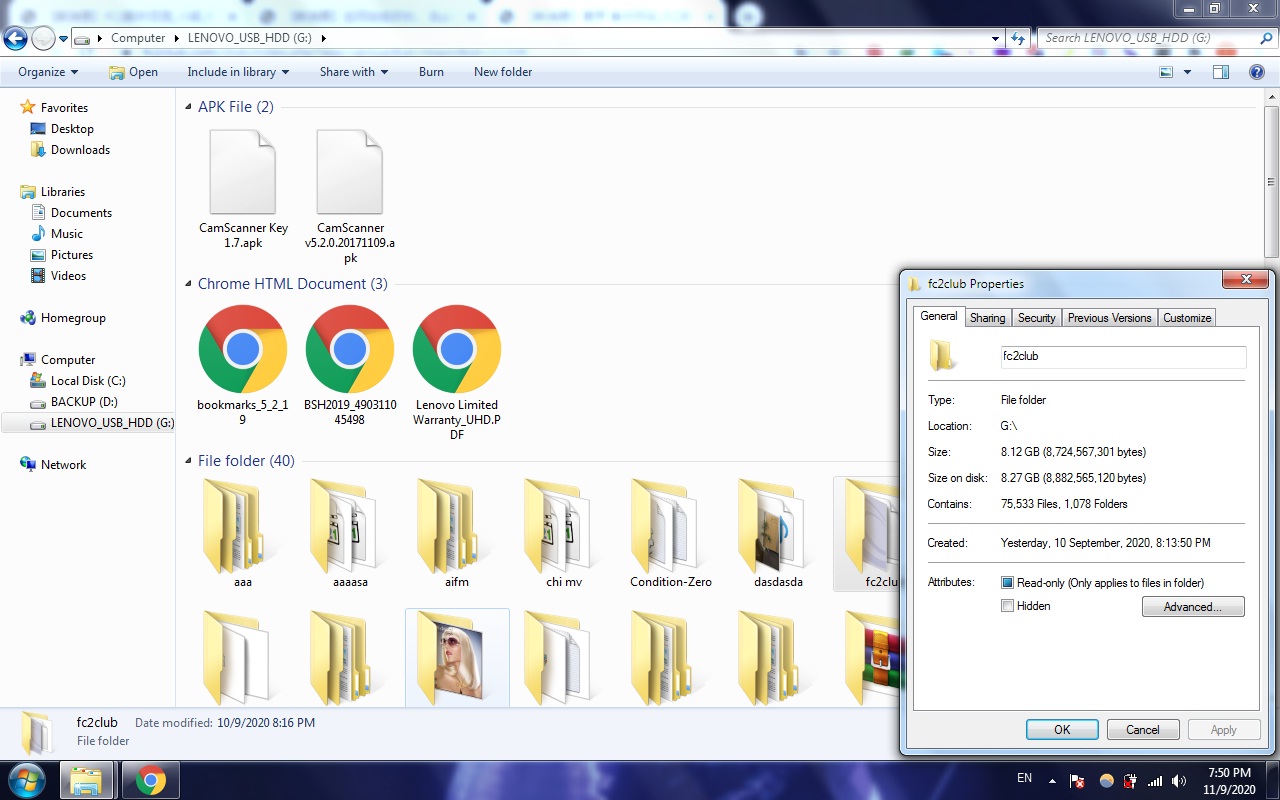 Computer
LENOVO_USB_HDD (G:)
Search LENOVO_USB_HDD (G:)
Organize
Open
Include in library
Share with
Burn
New folder
Favorites
Desktop
Downloads
Libraries
Documents
Music
Pictures
Videos
Homegroup
Computer
Local Disk (C:)
BACKUP (D:)
LENOVO_USB_HDD (G:)
Network
APK File (2)
CamScanner Key
1.7.apk
CamScanner
v5.2.0.20171109.a
pk
Chrome HTML Document (3)
bookmarks_5_2_1
9
BSH2019_4903110
45498
Lenovo Limited
Warranty_UHD.P
DF
File folder (40)
aaa
aaaasa
aifm
chi mv
Condition-Zero
dasdasda
fc2clu
fc2club Properties
General
Sharing
Security
Previous Versions
Customize
fc2club
Type: File folder
Location: G:\
Size: 8.12 GB (8,724,567,301 bytes)
Size on disk: 8.27 GB (8,882,565,120 bytes)
Contains: 75,533 Files, 1,078 Folders
Created: Yesterday, 10 September, 2020, 8:13:50 PM
Attributes: Read-only (Only applies to files in folder)
Hidden
Advanced...
OK
Cancel
Apply
fc2club Date modified: 10/9/2020 8:16 PM
File folder
EN
7:50 PM
11/9/2020